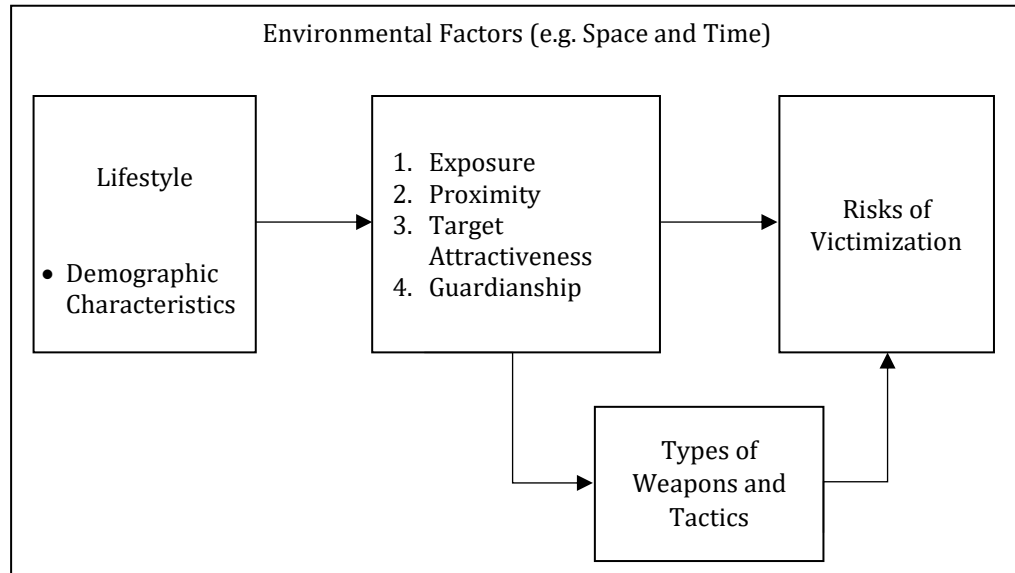 Environmental Factors (e.g. Space and Time)
Lifestyle
• Demographic
Characteristics
1. Exposure
2. Proximity
3. Target
Attractiveness
4. Guardianship
Risks of
Victimization
Types of
Weapons and
Tactics